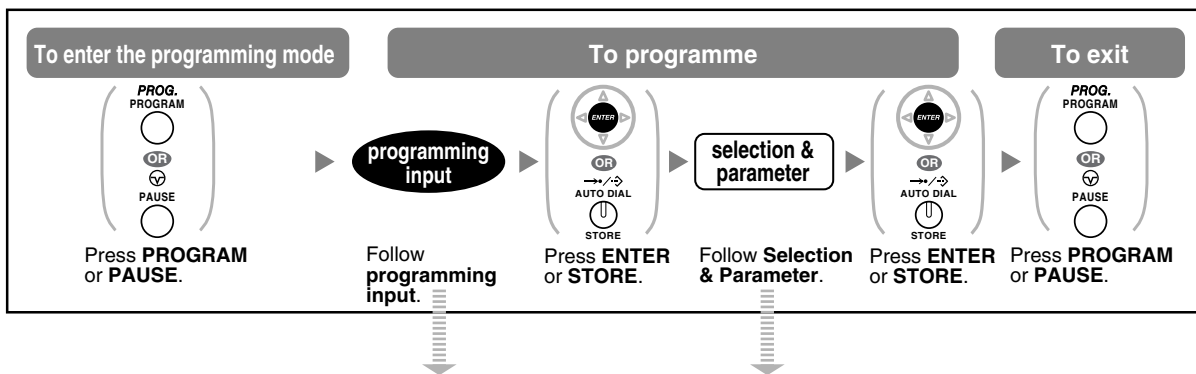 To enter the programming mode
To programme
To exit
PROG.
PROGRAM
OR
PAUSE
Press PROGRAM
or PAUSE.
programming
input
Follow
programming
input.
ENTER
OR
AUTO DIAL
STORE
Press ENTER
or STORE.
selection &
parameter
Follow Selection
& Parameter.
ENTER
OR
AUTO DIAL
STORE
Press ENTER
or STORE.
PROG.
PROGRAM
OR
PAUSE
Press PROGRAM
or PAUSE.